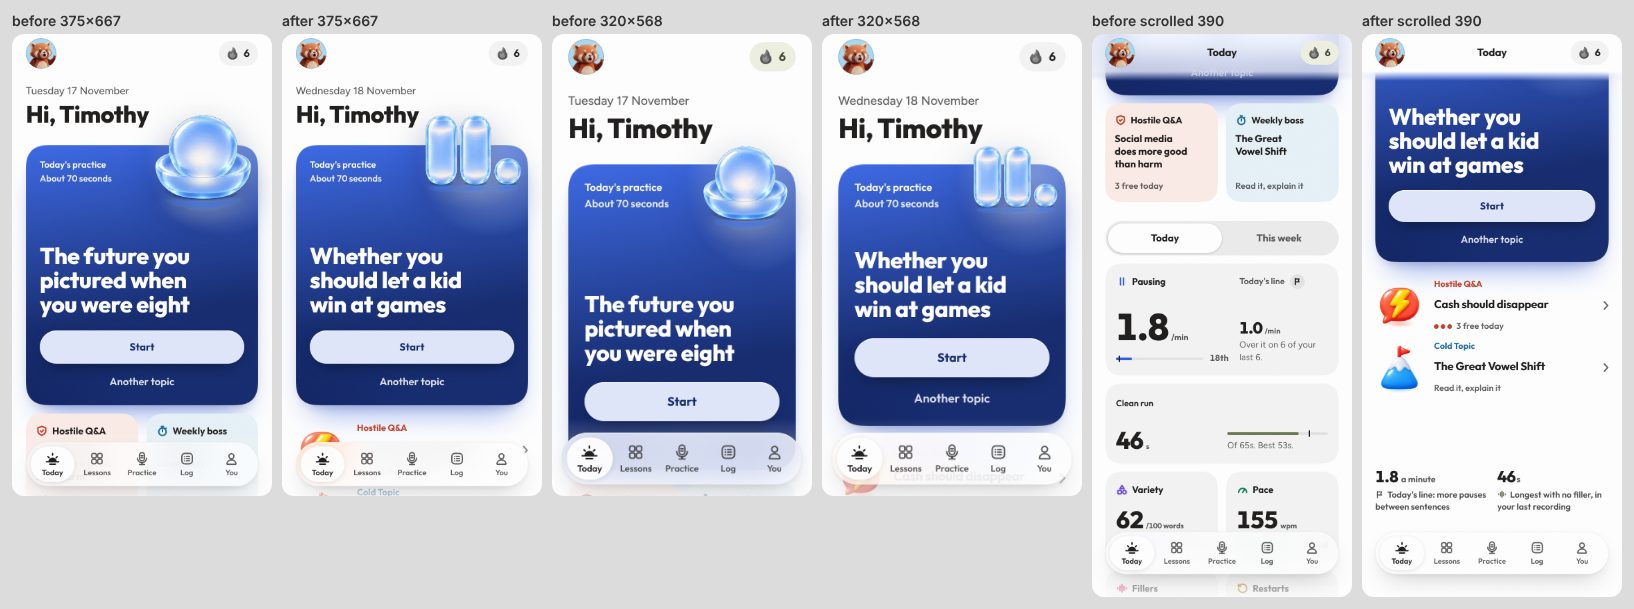 before 375×667
6
Tuesday 17 November
Hi, Timothy
Today's practice
About 70 seconds
The future you
pictured when
you were eight
Start
Another topic
Hostile Q&A
Weekly boss
Today
Lessons
Practice
Log
You
after 375×667
6
Wednesday 18 November
Hi, Timothy
Today's practice
About 70 seconds
Whether you
should let a kid
win at games
Start
Another topic
Hostile Q&A
Today
Lessons
Practice
Log
You
Cold Topic
before 320×568
6
Tuesday 17 November
Hi, Timothy
Today's practice
About 70 seconds
The future you
pictured when
you were eight
Start
Today
Lessons
Practice
Log
You
after 320×568
6
Wednesday 18 November
Hi, Timothy
Today's practice
About 70 seconds
Whether you
should let a kid
win at games
Start
Another topic
Today
Lessons
Practice
Log
You
Cash should disappear
before scrolled 390
Today
6
Another topic
Hostile Q&A
Social media
does more good
than harm
3 free today
Weekly boss
The Great
Vowel Shift
Read it, explain it
Today
This week
Pausing
Today's line
1.8 /min
1.0 /min
Over it on 6 of your
last 6.
18th
Clean run
46 s
Of 65s. Best 53s.
Variety
62 /100 words
Pace
155 wpm
Today
Lessons
Practice
Log
You
Fillers
Restarts
after scrolled 390
Today
6
Whether you
should let a kid
win at games
Start
Another topic
Hostile Q&A
Cash should disappear
3 free today
Cold Topic
The Great Vowel Shift
Read it, explain it
1.8 a minute
Today's line: more pauses
between sentences
46s
Longest with no filler, in
your last recording
Today
Lessons
Practice
Log
You